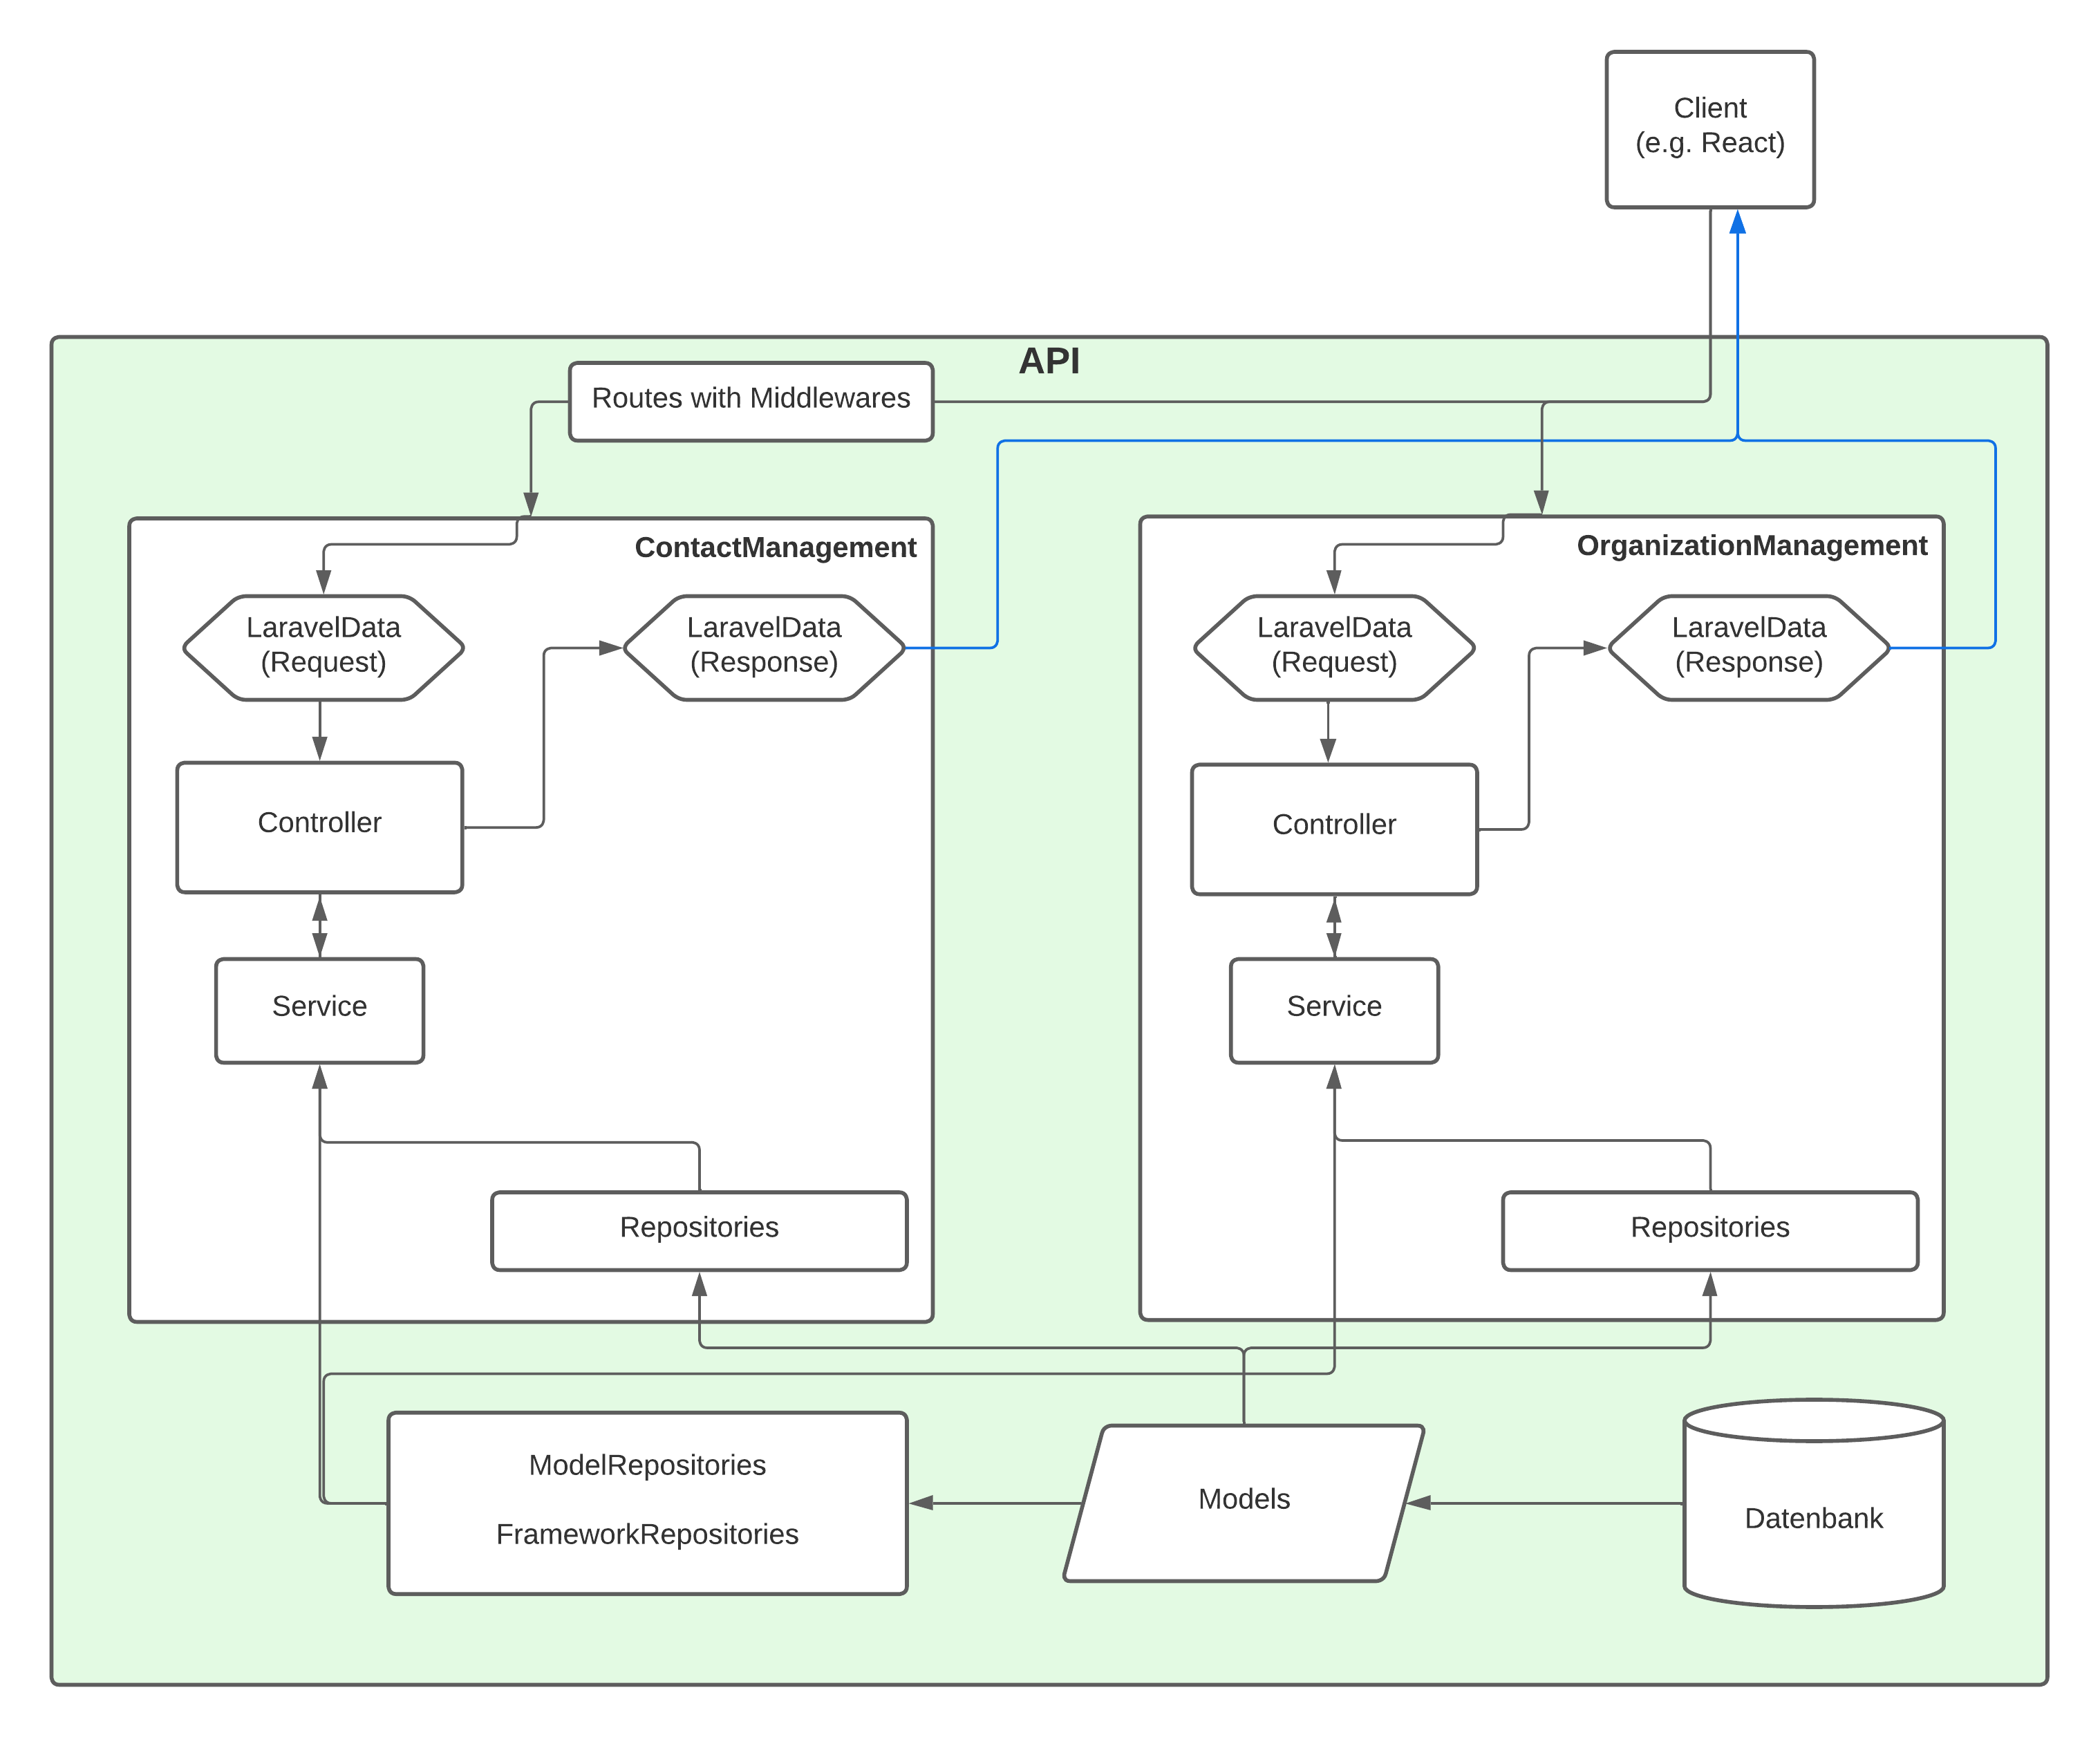 Client
(e.g. React)
API
Routes with Middlewares
ContactManagement
LaravelData
(Request)
LaravelData
(Response)
Controller
Service
Repositories
OrganizationManagement
LaravelData
(Request)
LaravelData
(Response)
Controller
Service
Repositories
ModelRepositories
FrameworkRepositories
Models
Datenbank